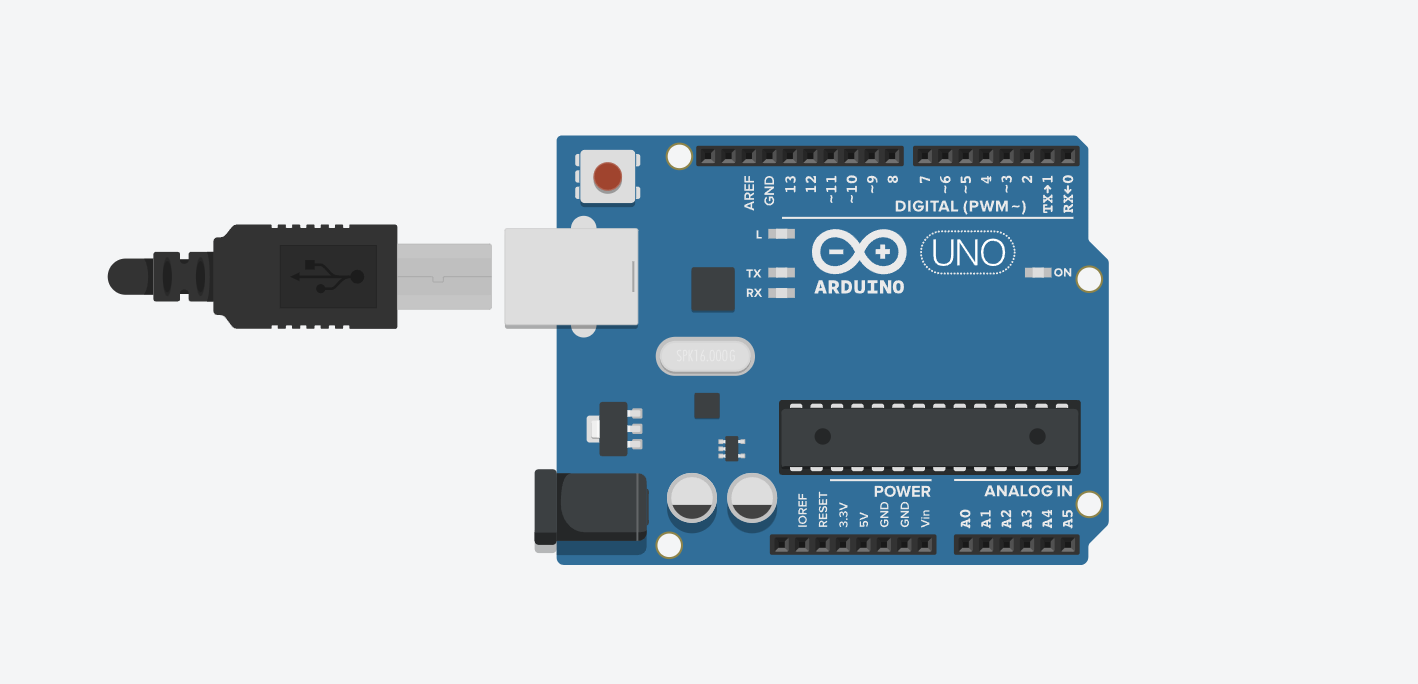 AREF
GND
13
12
~11
~10
~9
8
7
~6
~5
4
~3
2
TX→1
RX←0
DIGITAL (PWM~)
L
TX
RX
ARDUINO
UNO
ON
SPK16.000G
POWER
ANALOG IN
IOREF
RESET
3.3V
5V
GND
GND
Vin
A0
A1
A2
A3
A4
A5